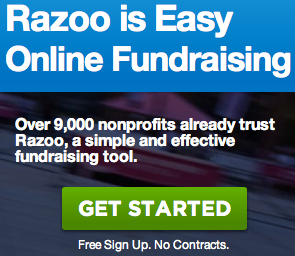 Razoo is Easy
Online Fundraising
Over 9,000 nonprofits already trust
Razoo, a simple and effective
fundraising tool.
GET STARTED
Free Sign Up. No Contracts.